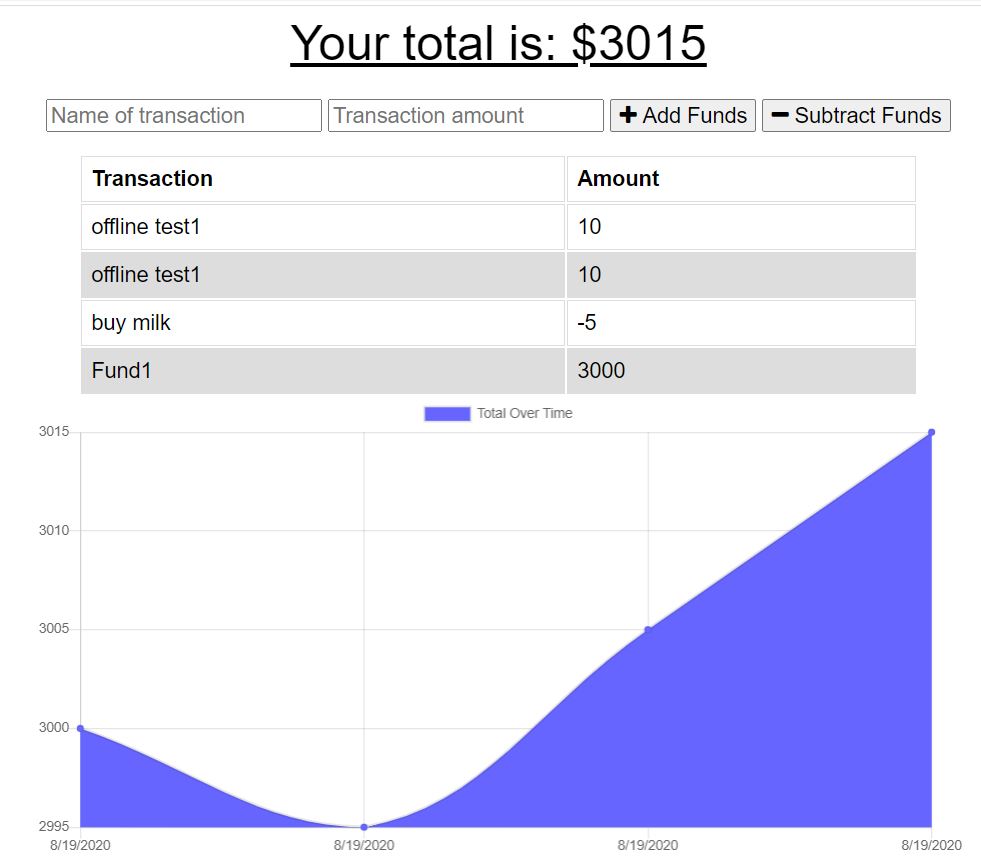 Your total is: $3015
Name of transaction Transaction amount + Add Funds − Subtract Funds
Transaction Amount
offline test1 10
offline test1 10
buy milk -5
Fund1 3000
Total Over Time
3015
3010
3005
3000
2995
8/19/2020 8/19/2020 8/19/2020 8/19/2020